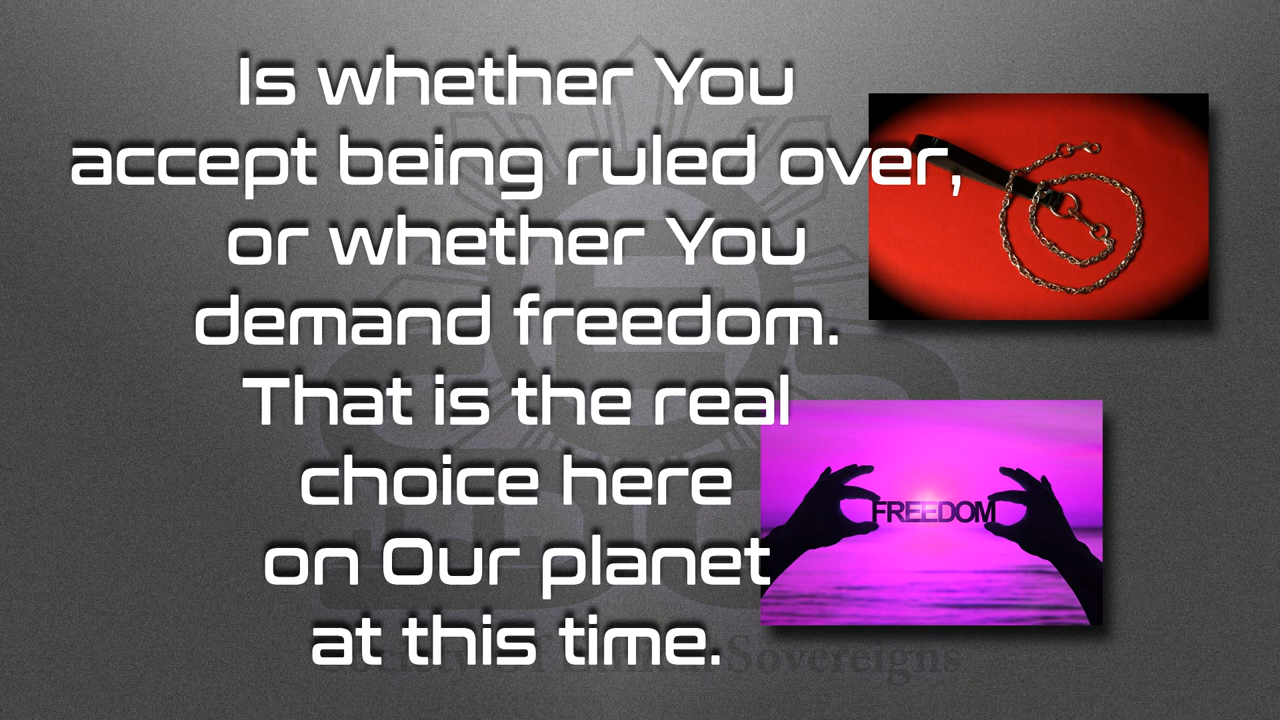 Is whether You
accept being ruled over,
or whether You
demand freedom.
That is the real
choice here
on Our planet
at this time.
FREEDOM
Sovereigns